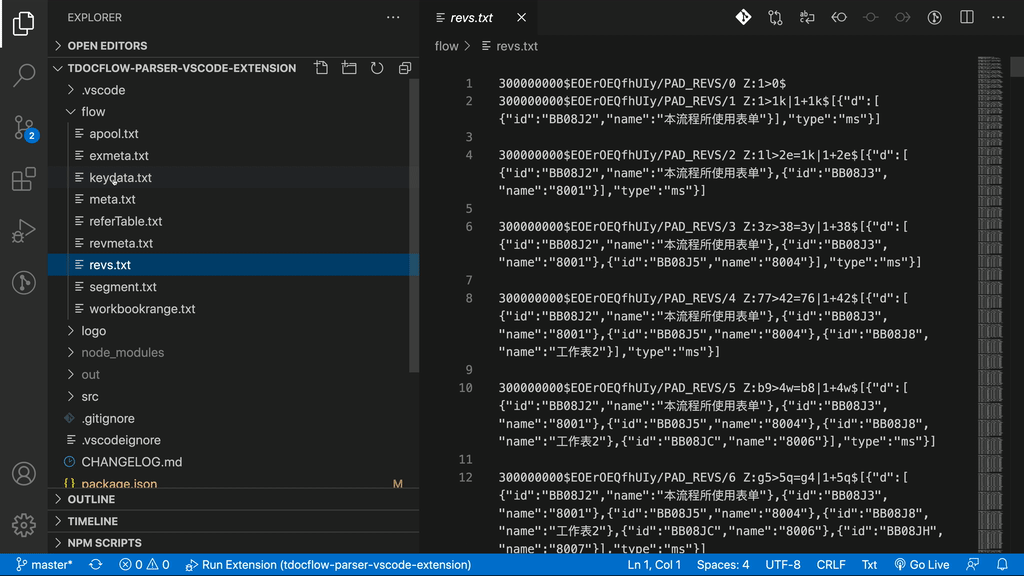 EXPLORER
OPEN EDITORS
TDOCFLOW-PARSER-VSCODE-EXTENSION
.vscode
flow
apool.txt
exmeta.txt
keydata.txt
meta.txt
referTable.txt
revmeta.txt
revs.txt
segment.txt
workbookrange.txt
logo
node_modules
out
src
.gitignore
.vscodeignore
CHANGELOG.md
{} package.json M
OUTLINE
TIMELINE
NPM SCRIPTS
2
revs.txt
flow > revs.txt
1 300000000$EOErOEQfhUIy/PAD_REVS/0 Z:1>0$
2 300000000$EOErOEQfhUIy/PAD_REVS/1 Z:1>1k|1+1k$[{"d":[
{"id":"BB08J2","name":"本流程所使用表单"}],"type":"ms"}]
3
4 300000000$EOErOEQfhUIy/PAD_REVS/2 Z:1l>2e=1k|1+2e$[{"d":[
{"id":"BB08J2","name":"本流程所使用表单"},{"id":"BB08J3",
"name":"8001"}],"type":"ms"}]
5
6 300000000$EOErOEQfhUIy/PAD_REVS/3 Z:3z>38=3y|1+38$[{"d":[
{"id":"BB08J2","name":"本流程所使用表单"},{"id":"BB08J3",
"name":"8001"},{"id":"BB08J5","name":"8004"}],"type":"ms"}]
7
8 300000000$EOErOEQfhUIy/PAD_REVS/4 Z:77>42=76|1+42$[{"d":[
{"id":"BB08J2","name":"本流程所使用表单"},{"id":"BB08J3",
"name":"8001"},{"id":"BB08J5","name":"8004"},{"id":"BB08J8",
"name":"工作表2"}],"type":"ms"}]
9
10 300000000$EOErOEQfhUIy/PAD_REVS/5 Z:b9>4w=b8|1+4w$[{"d":[
{"id":"BB08J2","name":"本流程所使用表单"},{"id":"BB08J3",
"name":"8001"},{"id":"BB08J5","name":"8004"},{"id":"BB08J8",
"name":"工作表2"},{"id":"BB08JC","name":"8006"}],"type":"ms"}]
11
12 300000000$EOErOEQfhUIy/PAD_REVS/6 Z:g5>5q=g4|1+5q$[{"d":[
{"id":"BB08J2","name":"本流程所使用表单"},{"id":"BB08J3",
"name":"8001"},{"id":"BB08J5","name":"8004"},{"id":"BB08J8",
"name":"工作表2"},{"id":"BB08JC","name":"8006"},{"id":"BB08JH",
"name":"8007"}],"type":"ms"}]
master* 0 0 Run Extension (tdocflow-parser-vscode-extension) Ln 1, Col 1 Spaces: 4 UTF-8 CRLF Txt Go Live